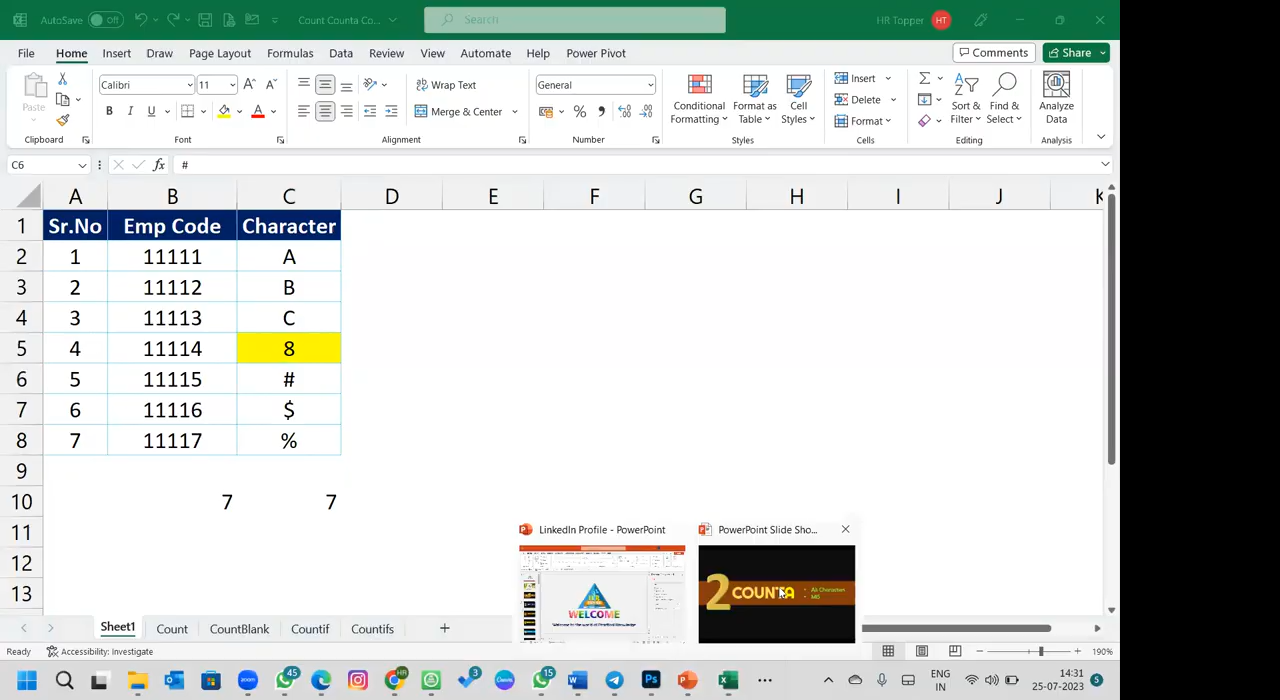 AutoSave Off Count Counta Co... Search HR Topper HT
File Home Insert Draw Page Layout Formulas Data Review View Automate Help Power Pivot Comments Share
Paste Calibri 11 Wrap Text General Conditional Format as Cell Insert Sort & Find & Analyze
B I U Merge & Center Formatting Table Styles Delete Filter Select Data
Format
Clipboard Font Alignment Number Styles Cells Editing Analysis
C6 fx #
A B C D E F G H I J K
1 Sr.No Emp Code Character
2 1 11111 A
3 2 11112 B
4 3 11113 C
5 4 11114 8
6 5 11115 #
7 6 11116 $
8 7 11117 %
9
10 7 7
11
12
13
LinkedIn Profile - PowerPoint PowerPoint Slide Sho...
WELCOME
2 COUNTA
Sheet1 Count CountBlank Countif Countifs
Ready Accessibility: Investigate 190%
45 HR 3 15 ENG IN 14:31 25-07-2023 5